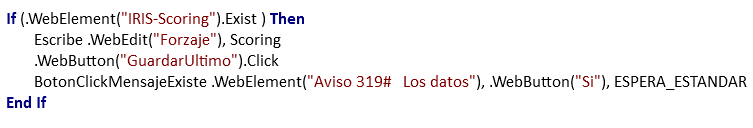 If (.WebElement("IRIS-Scoring").Exist ) Then
Escribe .WebEdit("Forzaje"), Scoring
.WebButton("GuardarUltimo").Click
BotonClickMensajeExiste .WebElement("Aviso 319#   Los datos"), .WebButton("Si"), ESPERA_ESTANDAR
End If